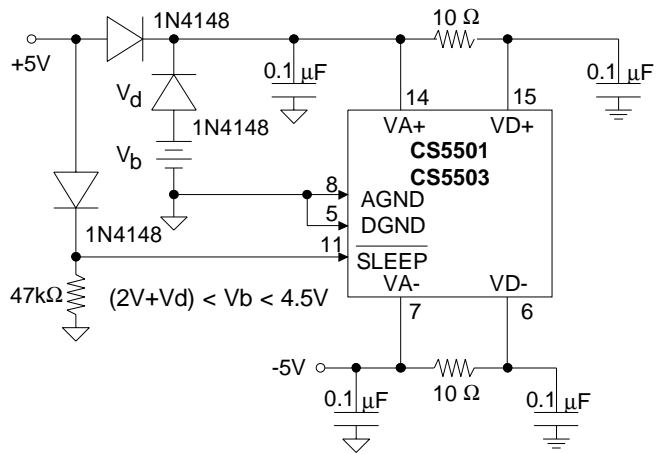 1N4148
10 Ω
+5V
0.1 µF
0.1 µF
Vd
14
15
1N4148
VA+
VD+
Vb
CS5501
CS5503
8
AGND
5
DGND
1N4148
11
SLEEP
47kΩ
(2V+Vd) < Vb < 4.5V
VA-
VD-
7
6
-5V
10 Ω
0.1 µF
0.1 µF